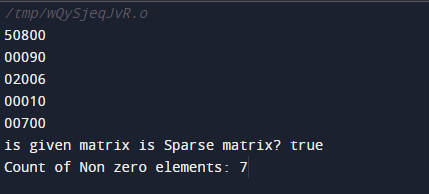 /tmp/wQySjeqJvR.o
50800
00090
02006
00010
00700
is given matrix is Sparse matrix? true
Count of Non zero elements: 7